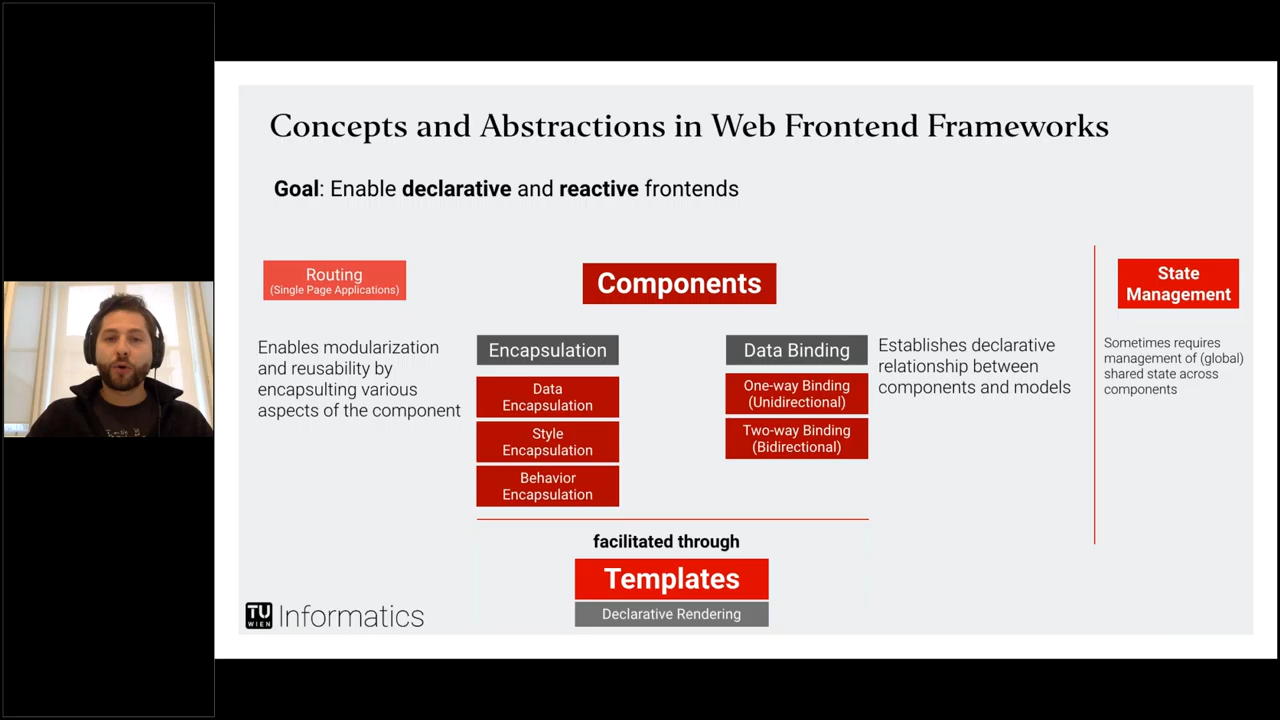 Concepts and Abstractions in Web Frontend Frameworks
Goal: Enable declarative and reactive frontends
Routing
(Single Page Applications)
Components
State
Management
Enables modularization
and reusability by
encapsulting various
aspects of the component
Encapsulation
Data
Encapsulation
Style
Encapsulation
Behavior
Encapsulation
Data Binding
One-way Binding
(Unidirectional)
Two-way Binding
(Bidirectional)
Establishes declarative
relationship between
components and models
Sometimes requires
management of (global)
shared state across
components
facilitated through
Templates
Declarative Rendering
TU
WIEN
Informatics